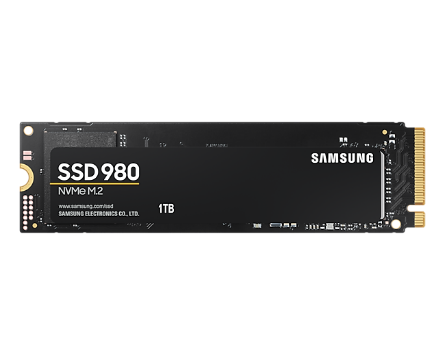 SAMSUNG
SSD 980
NVMe M.2
www.samsung.com/ssd
SAMSUNG ELECTRONICS CO., LTD.
1TB